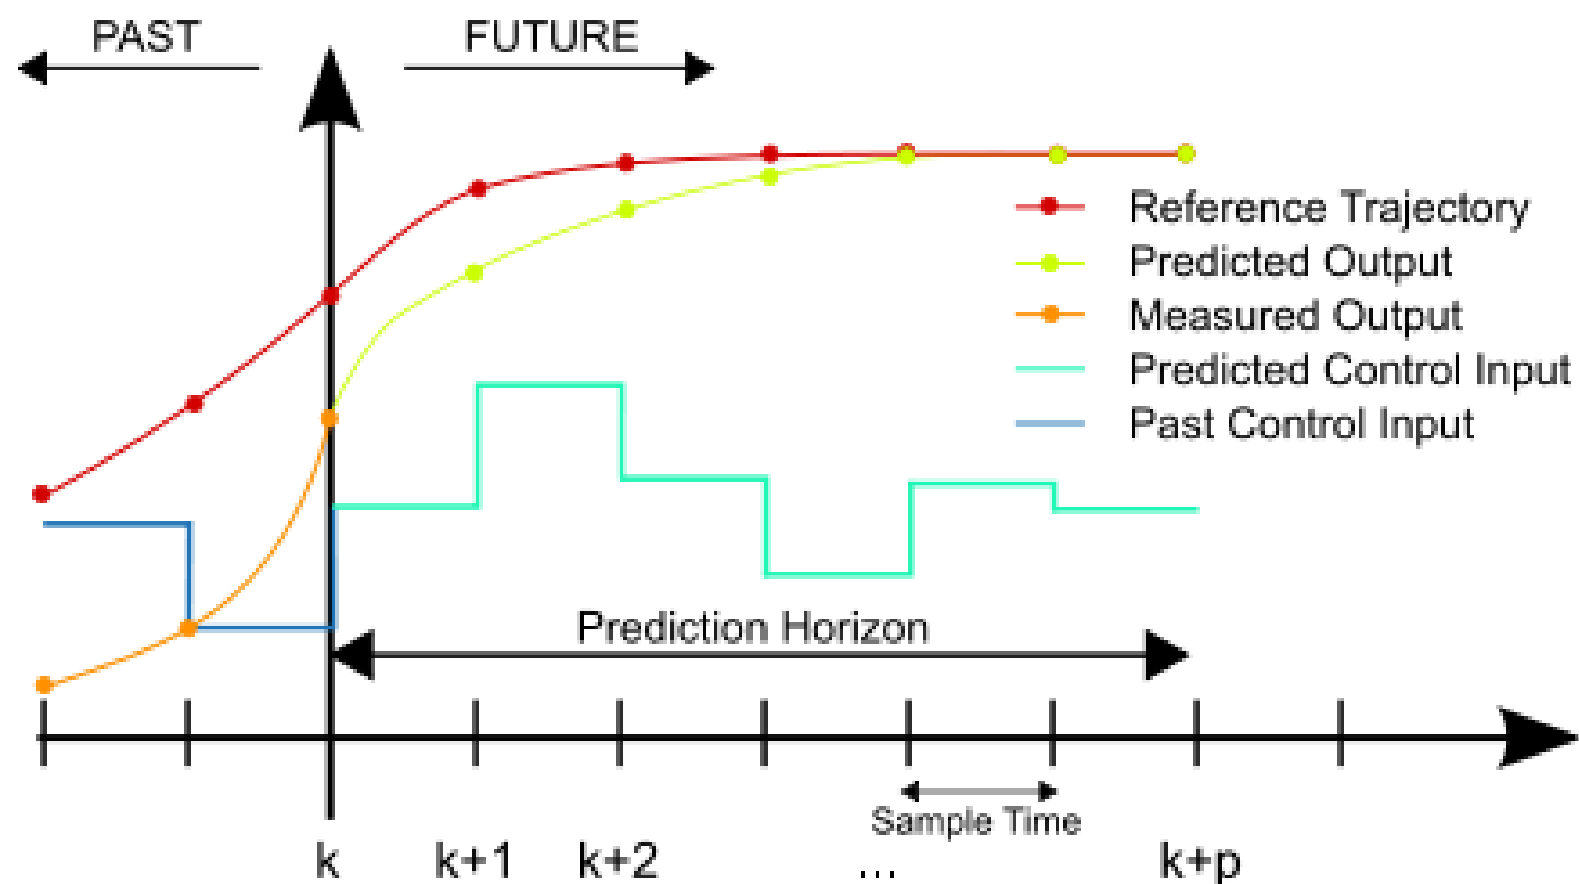 PAST
FUTURE
Reference Trajectory
Predicted Output
Measured Output
Predicted Control Input
Past Control Input
Prediction Horizon
Sample Time
k
k+1
k+2
...
k+p